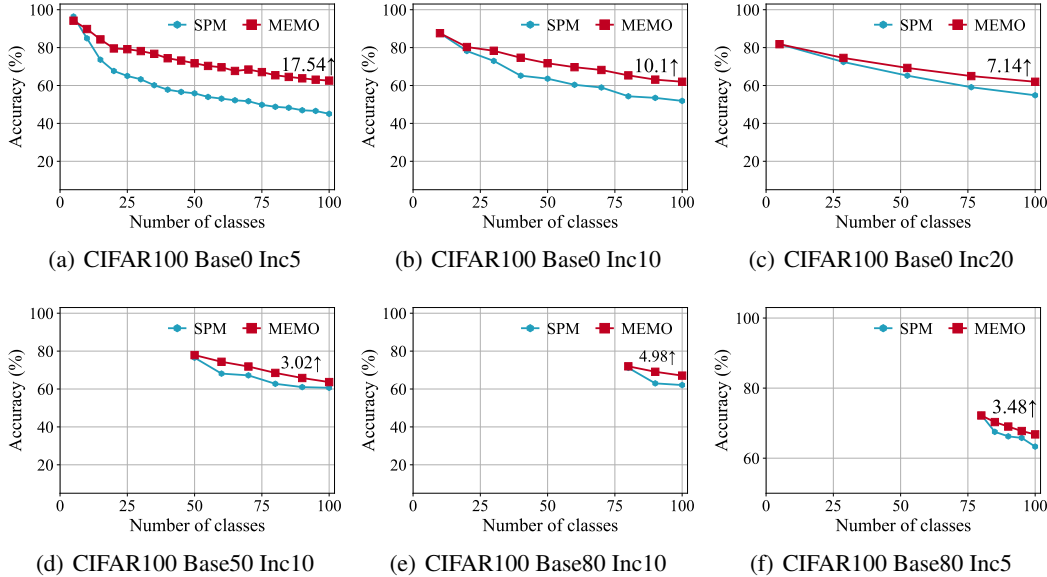 SPM MEMO
100
80
60
40
20
0 25 50 75 100
Accuracy (%)
Number of classes
17.54↑
(a) CIFAR100 Base0 Inc5
SPM MEMO
100
80
60
40
20
0 25 50 75 100
Accuracy (%)
Number of classes
10.1↑
(b) CIFAR100 Base0 Inc10
SPM MEMO
100
80
60
40
20
0 25 50 75 100
Accuracy (%)
Number of classes
7.14↑
(c) CIFAR100 Base0 Inc20
SPM MEMO
100
80
60
40
20
0 25 50 75 100
Accuracy (%)
Number of classes
3.02↑
(d) CIFAR100 Base50 Inc10
SPM MEMO
100
80
60
40
20
0 25 50 75 100
Accuracy (%)
Number of classes
4.98↑
(e) CIFAR100 Base80 Inc10
SPM MEMO
100
80
60
0 25 50 75 100
Accuracy (%)
Number of classes
3.48↑
(f) CIFAR100 Base80 Inc5